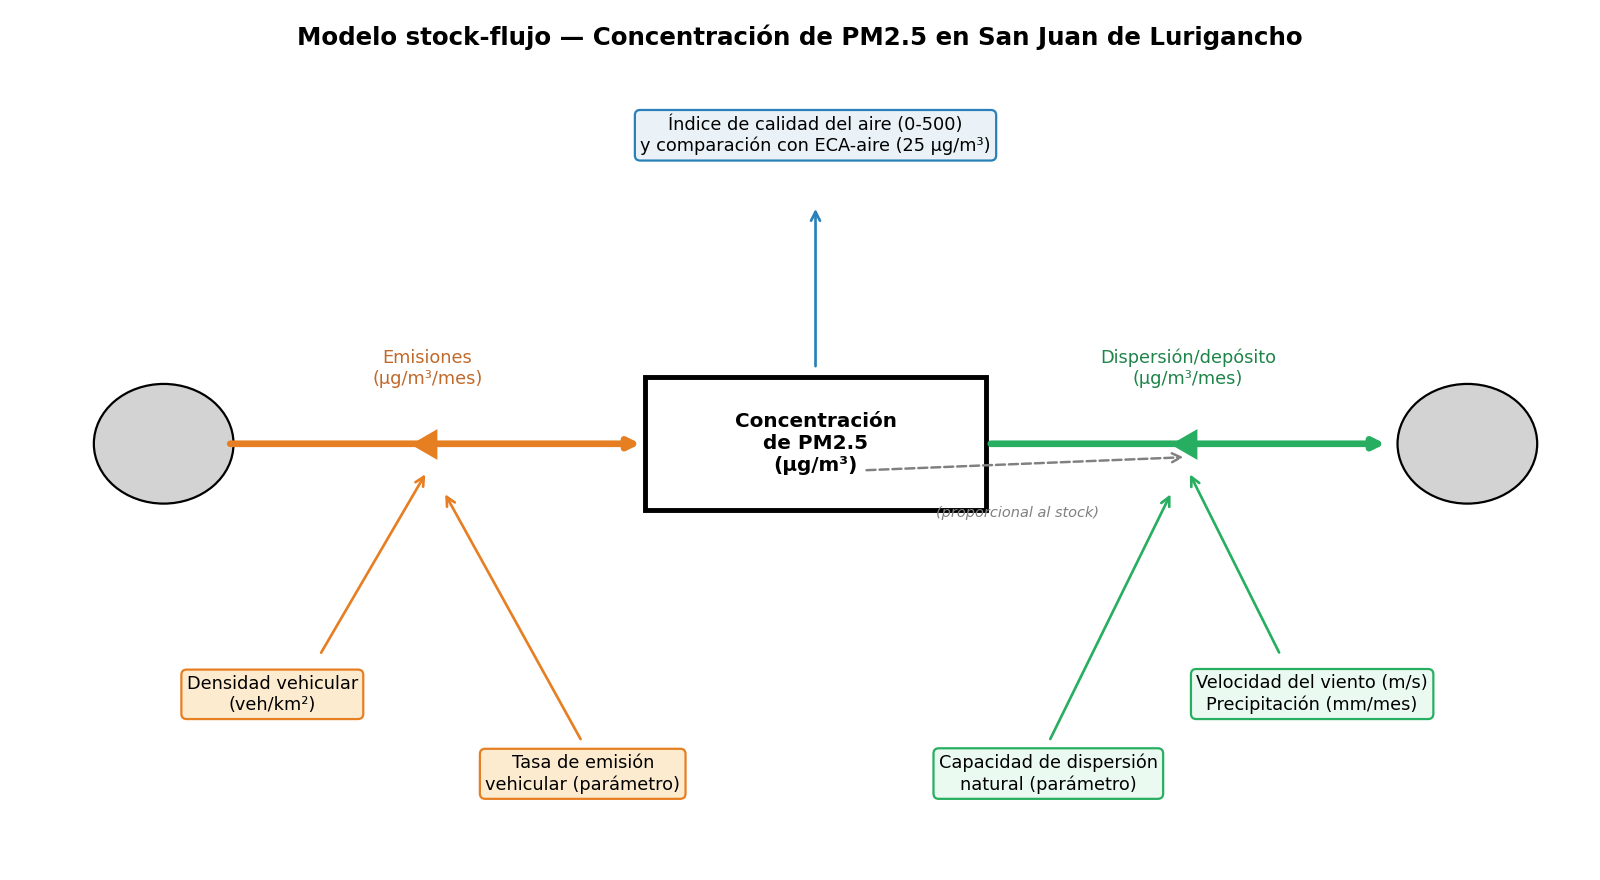 Modelo stock-flujo — Concentración de PM2.5 en San Juan de Lurigancho
Índice de calidad del aire (0-500)
y comparación con ECA-aire (25 µg/m³)
Emisiones
(µg/m³/mes)
Dispersión/depósito
(µg/m³/mes)
Concentración
de PM2.5
(µg/m³)
(proporcional al stock)
Densidad vehicular
(veh/km²)
Velocidad del viento (m/s)
Precipitación (mm/mes)
Tasa de emisión
vehicular (parámetro)
Capacidad de dispersión
natural (parámetro)